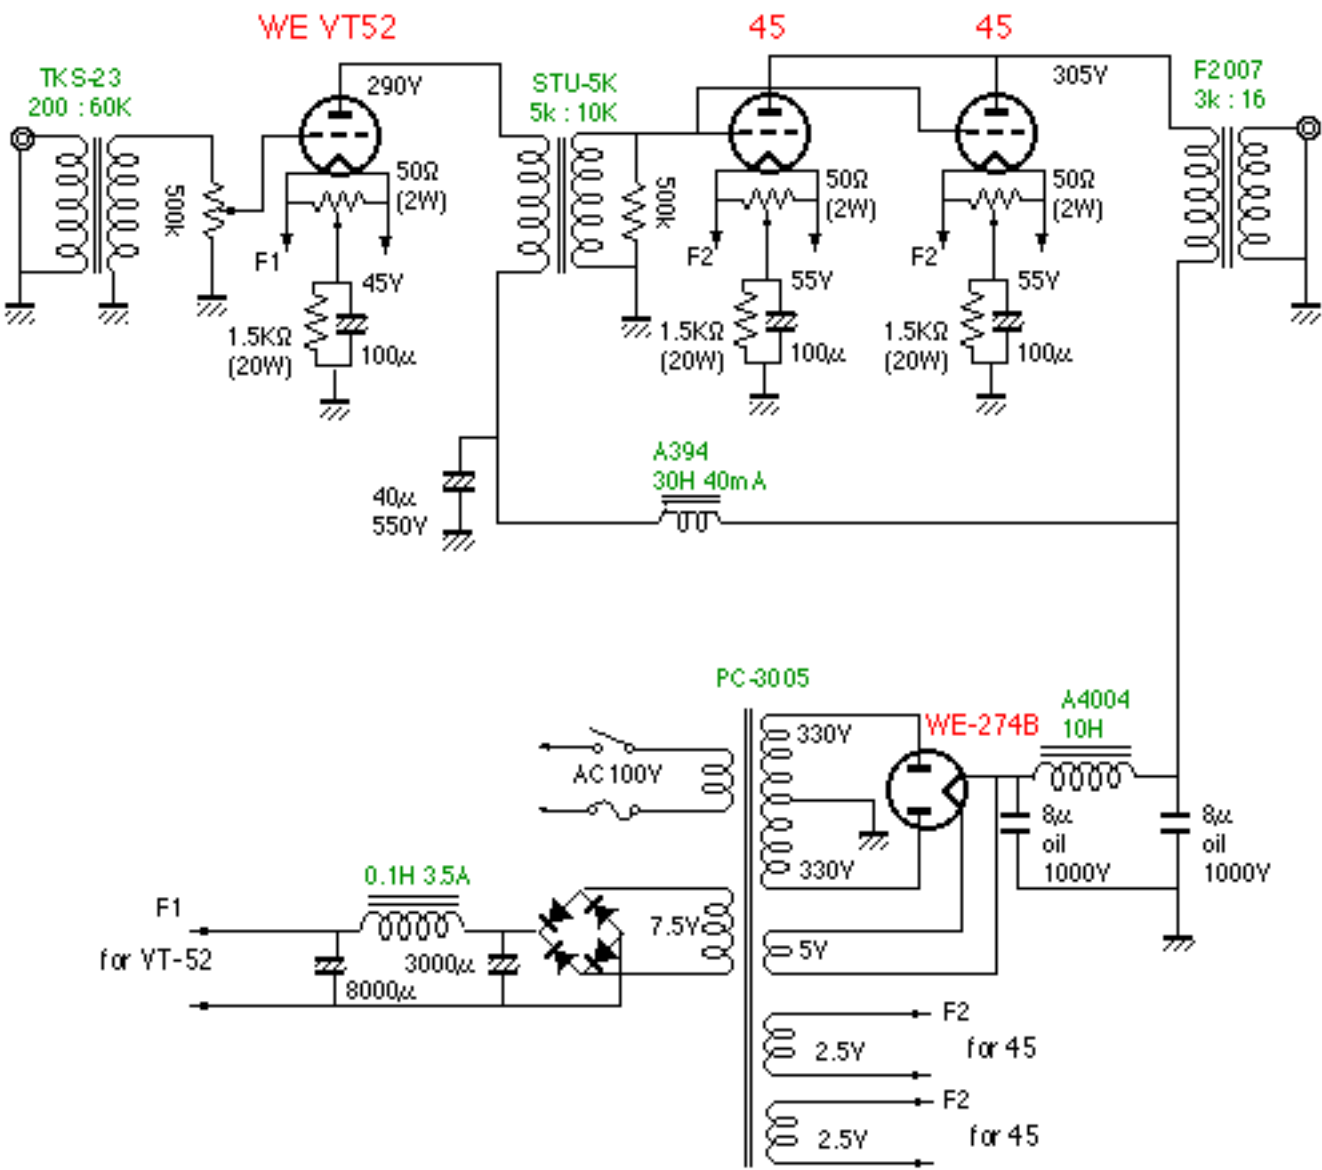 WE VT52
45
45
TKS-23
200 : 60K
290V
STU-5K
5k : 10K
305V
F2007
3k : 16
500k
50Ω
(2W)
F1
45V
1.5KΩ
(20W)
100μ
500k
50Ω
(2W)
F2
55V
1.5KΩ
(20W)
100μ
50Ω
(2W)
F2
55V
1.5KΩ
(20W)
100μ
A394
30H 40mA
40μ
550V
PC-3005
330V
WE-274B
A4004
10H
AC100V
8μ
oil
1000V
8μ
oil
1000V
330V
0.1H 3.5A
F1
for VT-52
7.5V
5V
3000μ
8000μ
F2
2.5V
for 45
F2
2.5V
for 45